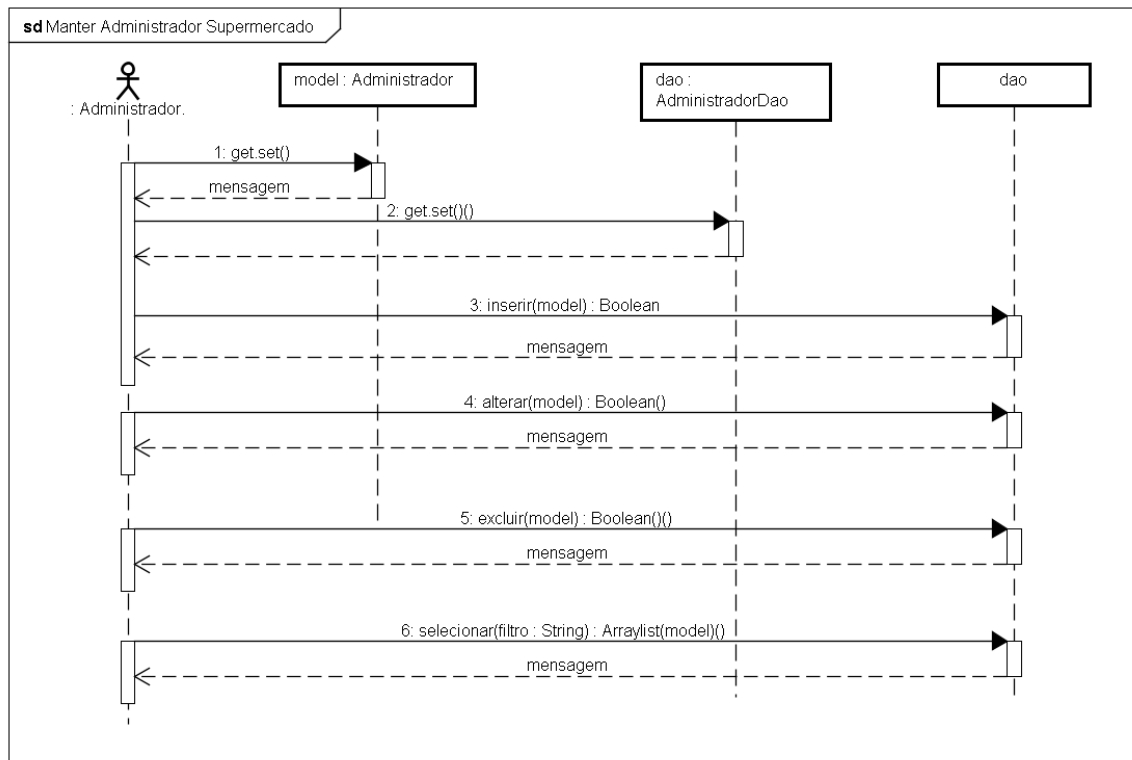 sd Manter Administrador Supermercado
: Administrador.
model : Administrador
dao :
AdministradorDao
dao
1: get.set()
mensagem
2: get.set()()
3: inserir(model) : Boolean
mensagem
4: alterar(model) : Boolean()
mensagem
5: excluir(model) : Boolean()()
mensagem
6: selecionar(filtro : String) : Arraylist(model)()
mensagem